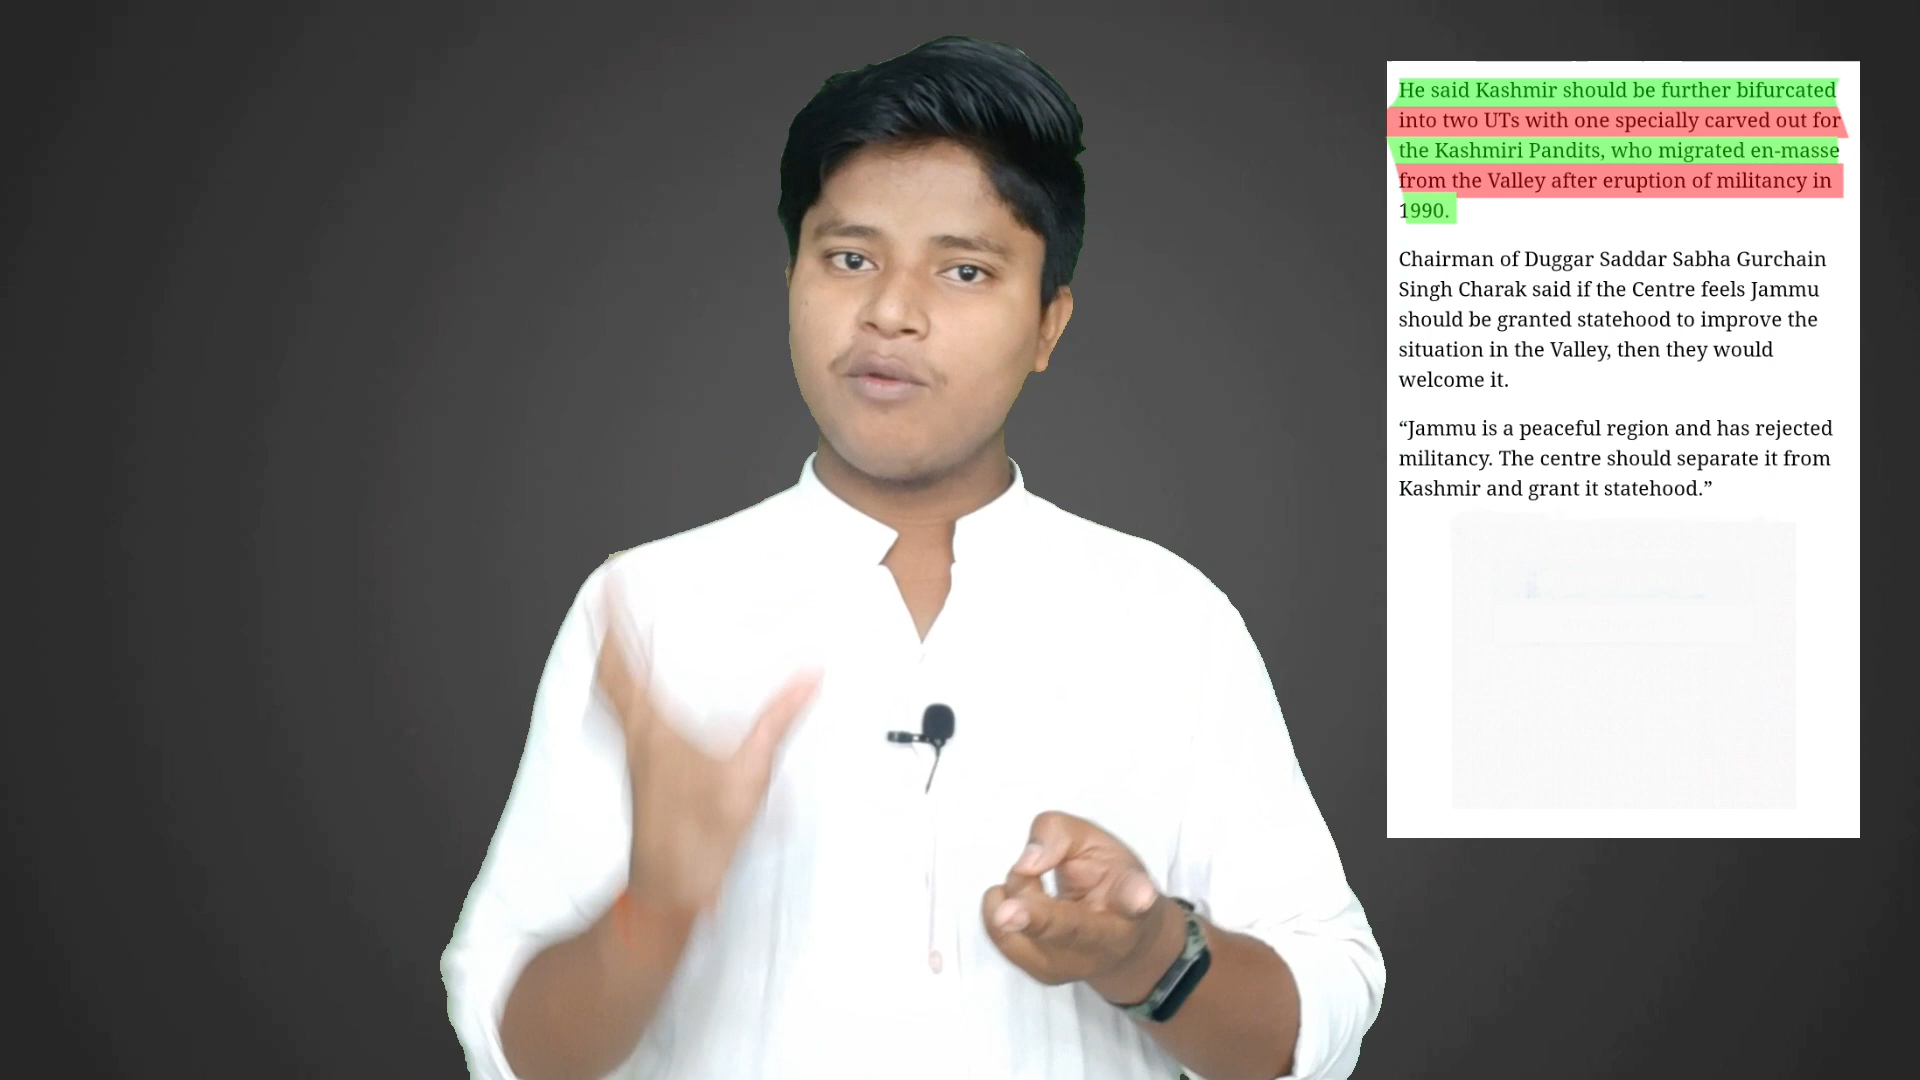 He said Kashmir should be further bifurcated
into two UTs with one specially carved out for
the Kashmiri Pandits, who migrated en-masse
from the Valley after eruption of militancy in
1990.
Chairman of Duggar Saddar Sabha Gurchain
Singh Charak said if the Centre feels Jammu
should be granted statehood to improve the
situation in the Valley, then they would
welcome it.
“Jammu is a peaceful region and has rejected
militancy. The centre should separate it from
Kashmir and grant it statehood.”